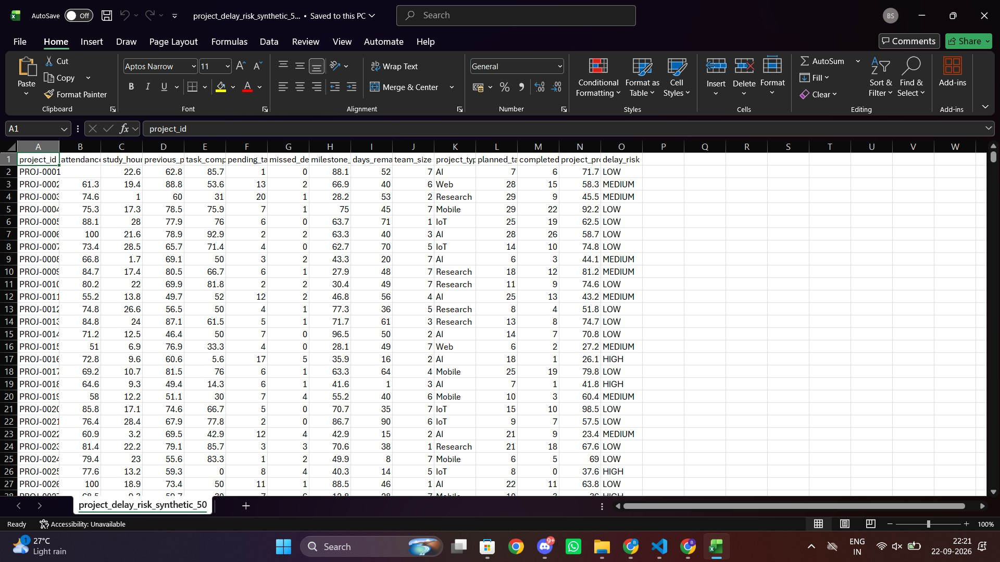 AutoSave Off project_delay_risk_synthetic_5... • Saved to this PC Search BS
File Home Insert Draw Page Layout Formulas Data Review View Automate Help Comments Share
Paste Cut Copy Format Painter Clipboard
Aptos Narrow 11 B I U A Font
Wrap Text Merge & Center Alignment
General % Number
Conditional Formatting Format as Table Cell Styles Styles
Insert Delete Format Cells
AutoSum Fill Clear Sort & Filter Find & Select Editing
Add-ins Add-ins
A1 fx project_id
A B C D E F G H I J K L M N O P Q R S T U V W
1 project_id attendance study_hour previous_p task_comp pending_ta missed_de milestone_ days_rema team_size project_typ planned_ta completed project_pro delay_risk
2 PROJ-0001 22.6 62.8 85.7 1 0 88.1 52 7 AI 7 6 71.7 LOW
3 PROJ-0002 61.3 19.4 88.8 53.6 13 2 66.9 40 6 Web 28 15 58.3 MEDIUM
4 PROJ-0003 74.6 1 60 31 20 1 28.2 53 2 Research 29 9 45.5 MEDIUM
5 PROJ-0004 75.3 17.3 78.5 75.9 7 1 75 45 7 Mobile 29 22 92.2 LOW
6 PROJ-0005 88.1 28 77.9 76 6 0 63.7 71 1 IoT 25 19 62.5 LOW
7 PROJ-0006 100 21.6 78.9 92.9 2 2 63.3 40 3 AI 28 26 58.7 LOW
8 PROJ-0007 73.4 28.5 65.7 71.4 4 0 62.7 70 5 IoT 14 10 74.8 LOW
9 PROJ-0008 66.8 1.7 69.1 50 3 2 43.3 20 7 AI 6 3 44.1 MEDIUM
10 PROJ-0009 84.7 17.4 80.5 66.7 6 1 27.9 48 7 Research 18 12 81.2 MEDIUM
11 PROJ-0010 80.2 22 69.9 81.8 2 2 30.4 49 7 Research 11 9 74.6 LOW
12 PROJ-0011 55.2 13.8 49.7 52 12 2 46.8 56 4 AI 25 13 43.2 MEDIUM
13 PROJ-0012 74.8 26.6 56.5 50 4 1 77.3 36 5 Research 8 4 51.8 LOW
14 PROJ-0013 84.8 24 87.1 61.5 5 1 71.7 61 3 Research 13 8 74.7 LOW
15 PROJ-0014 71.2 12.5 46.4 50 7 0 96.5 50 2 AI 14 7 70.8 LOW
16 PROJ-0015 51 6.9 76.9 33.3 4 0 28.1 49 7 Web 6 2 27.2 MEDIUM
17 PROJ-0016 72.8 9.6 60.6 5.6 17 5 35.9 16 2 AI 18 1 26.1 HIGH
18 PROJ-0017 69.2 10.7 81.5 76 6 1 63.3 64 4 Mobile 25 19 79.8 LOW
19 PROJ-0018 64.6 9.3 49.4 14.3 6 1 41.6 1 3 AI 7 1 41.8 HIGH
20 PROJ-0019 58 12.2 51.1 30 7 4 55.2 40 6 Mobile 10 3 60.4 MEDIUM
21 PROJ-0020 85.8 17.1 74.6 66.7 5 0 70.7 35 7 IoT 15 10 98.5 LOW
22 PROJ-0021 76.4 28.4 67.9 77.8 2 0 86.7 90 6 IoT 9 7 57.5 LOW
23 PROJ-0022 60.9 3.2 69.5 42.9 12 4 42.9 15 2 AI 21 9 23.4 MEDIUM
24 PROJ-0023 81.4 22.2 79.1 85.7 3 3 70.6 38 1 Research 21 18 67.6 LOW
25 PROJ-0024 79.4 23 55.6 83.3 1 2 49.9 8 7 Mobile 6 5 69 LOW
26 PROJ-0025 77.6 13.2 59.3 0 8 4 40.3 14 5 IoT 8 0 37.6 HIGH
27 PROJ-0026 100 18.9 73.4 50 11 1 88.5 46 1 AI 22 11 63.8 LOW
project_delay_risk_synthetic_50
Ready Accessibility: Unavailable 100%
1 27°C Search 9+ ENG 22:21
Light rain IN 22-09-2026